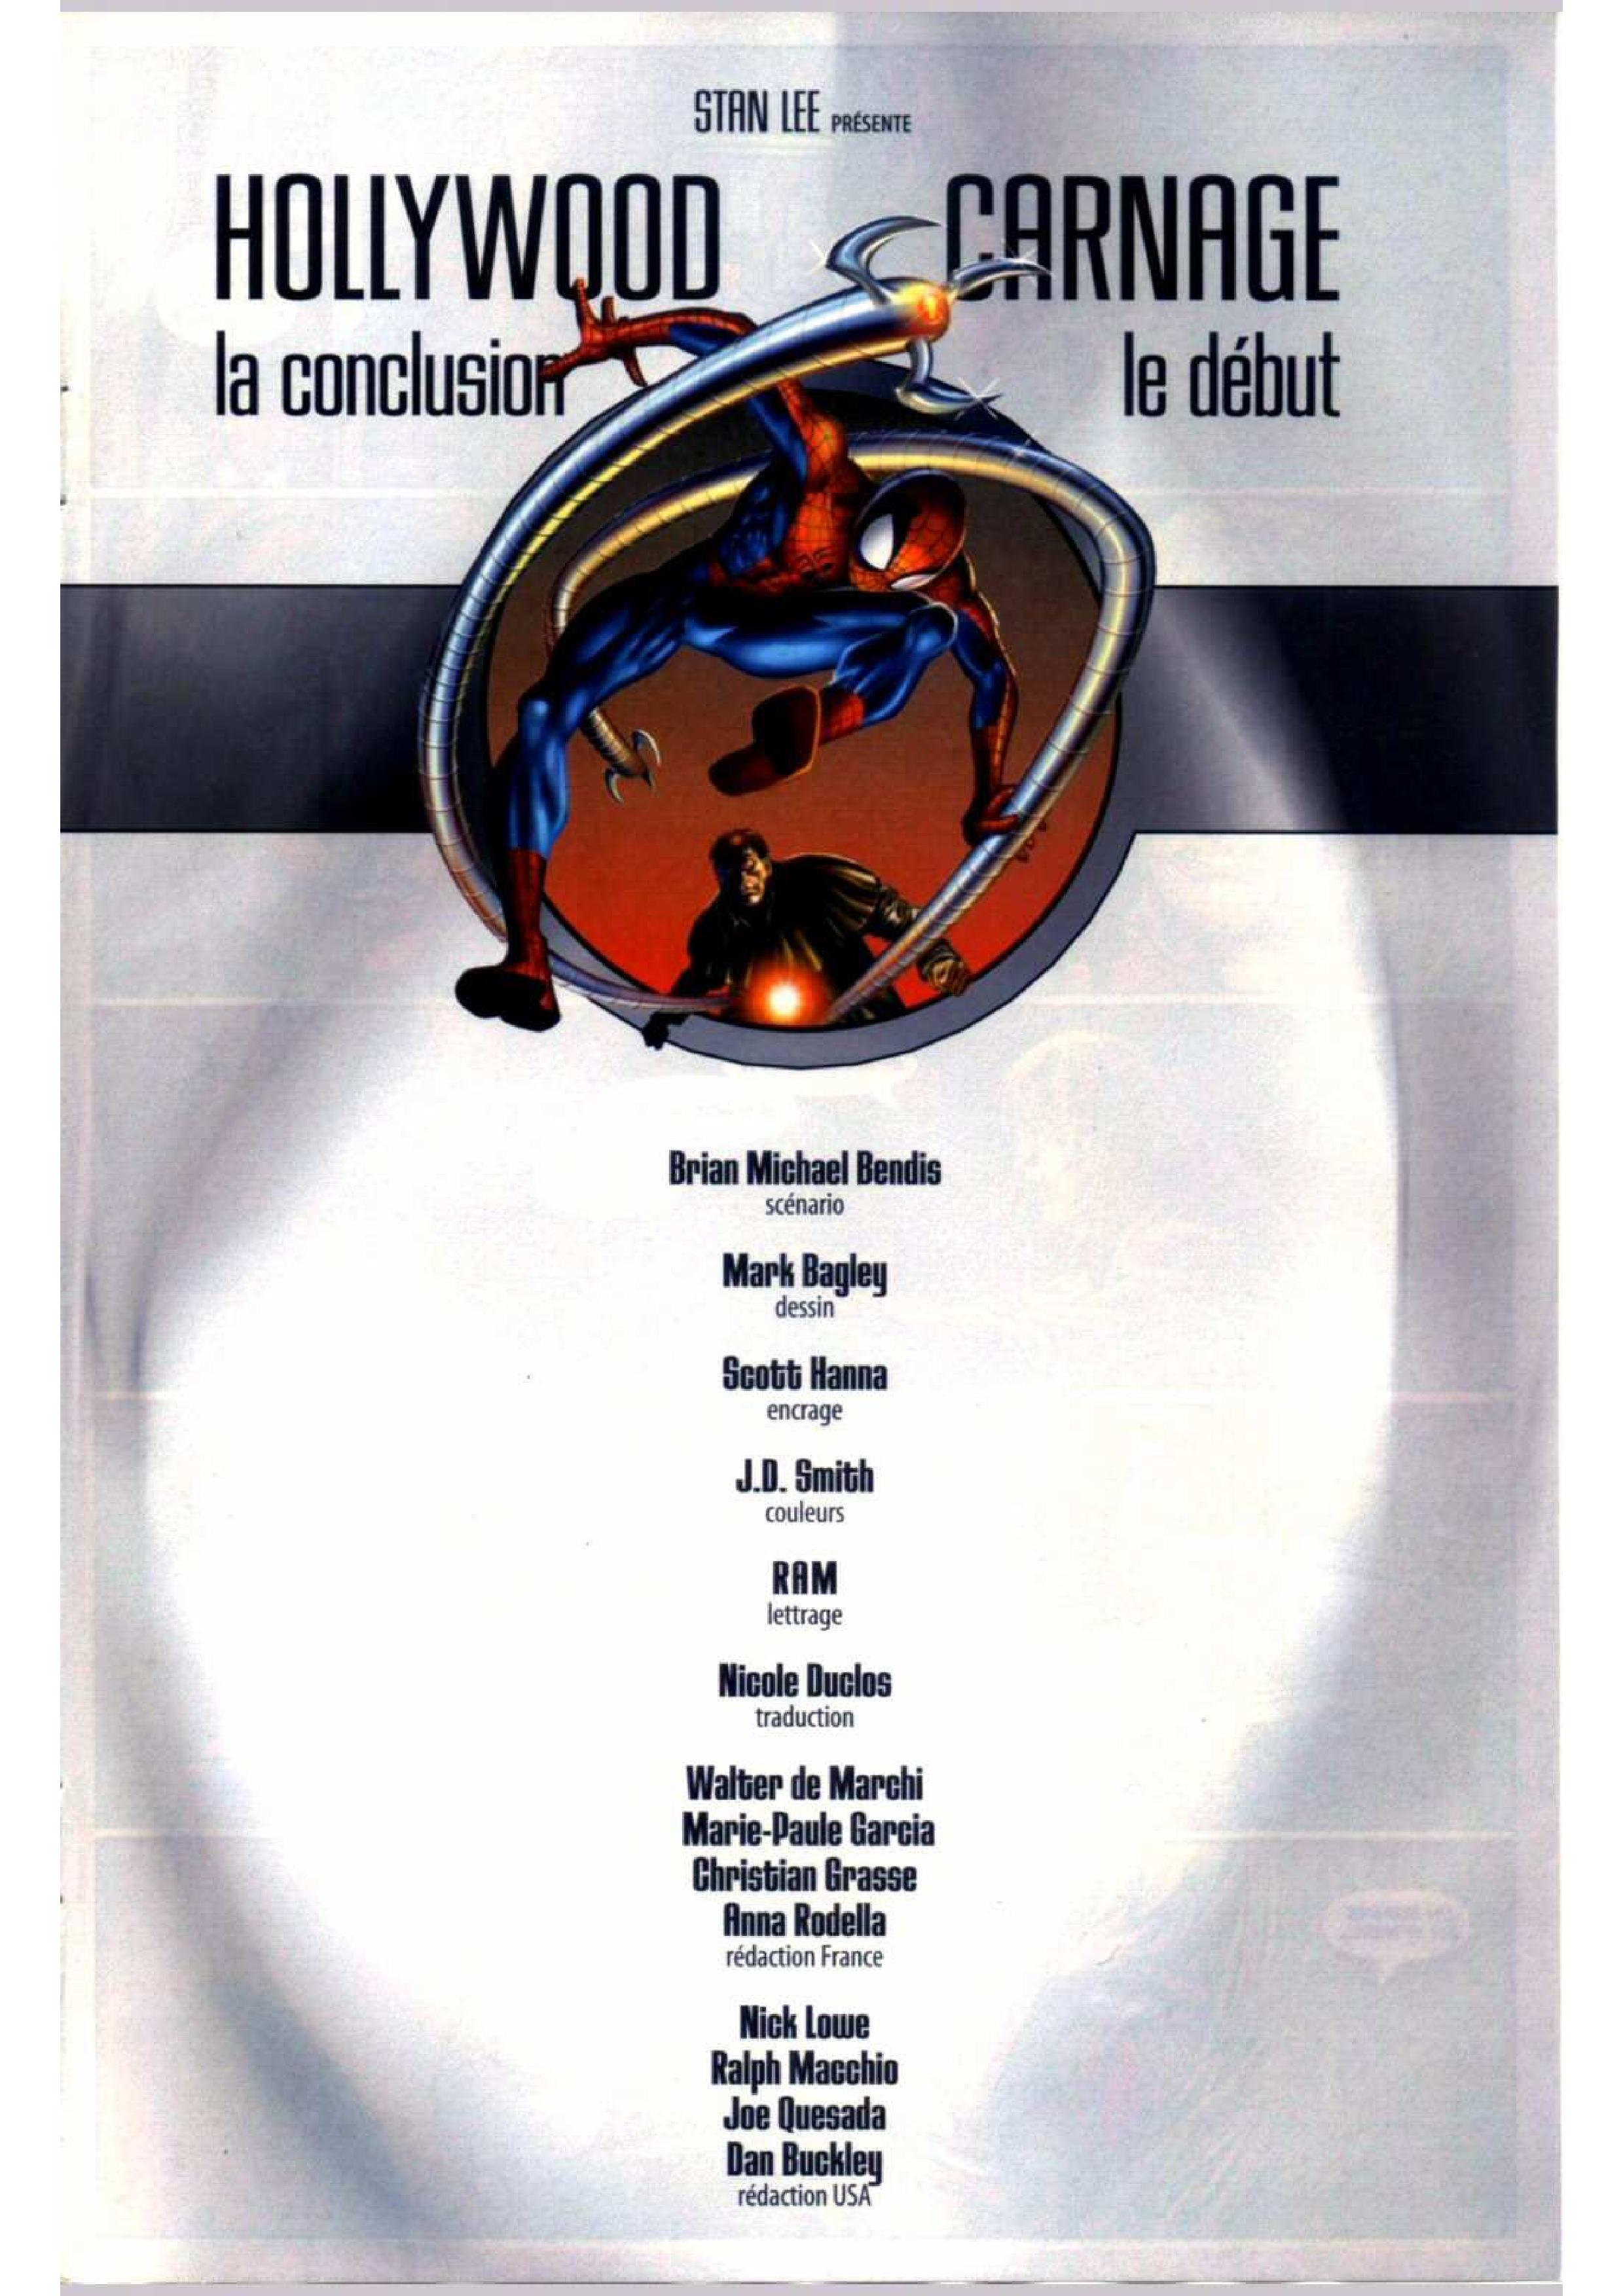 STAN LEE PRÉSENTE
HOLLYWOOD CARNAGE
la conclusion le début
Brian Michael Bendis
scénario
Mark Bagley
dessin
Scott Hanna
encrage
J.D. Smith
couleurs
RAM
lettrage
Nicole Duclos
traduction
Walter de Marchi
Marie-Paule Garcia
Christian Grasse
Anna Rodella
rédaction France
Nick Lowe
Ralph Macchio
Joe Quesada
Dan Buckley
rédaction USA